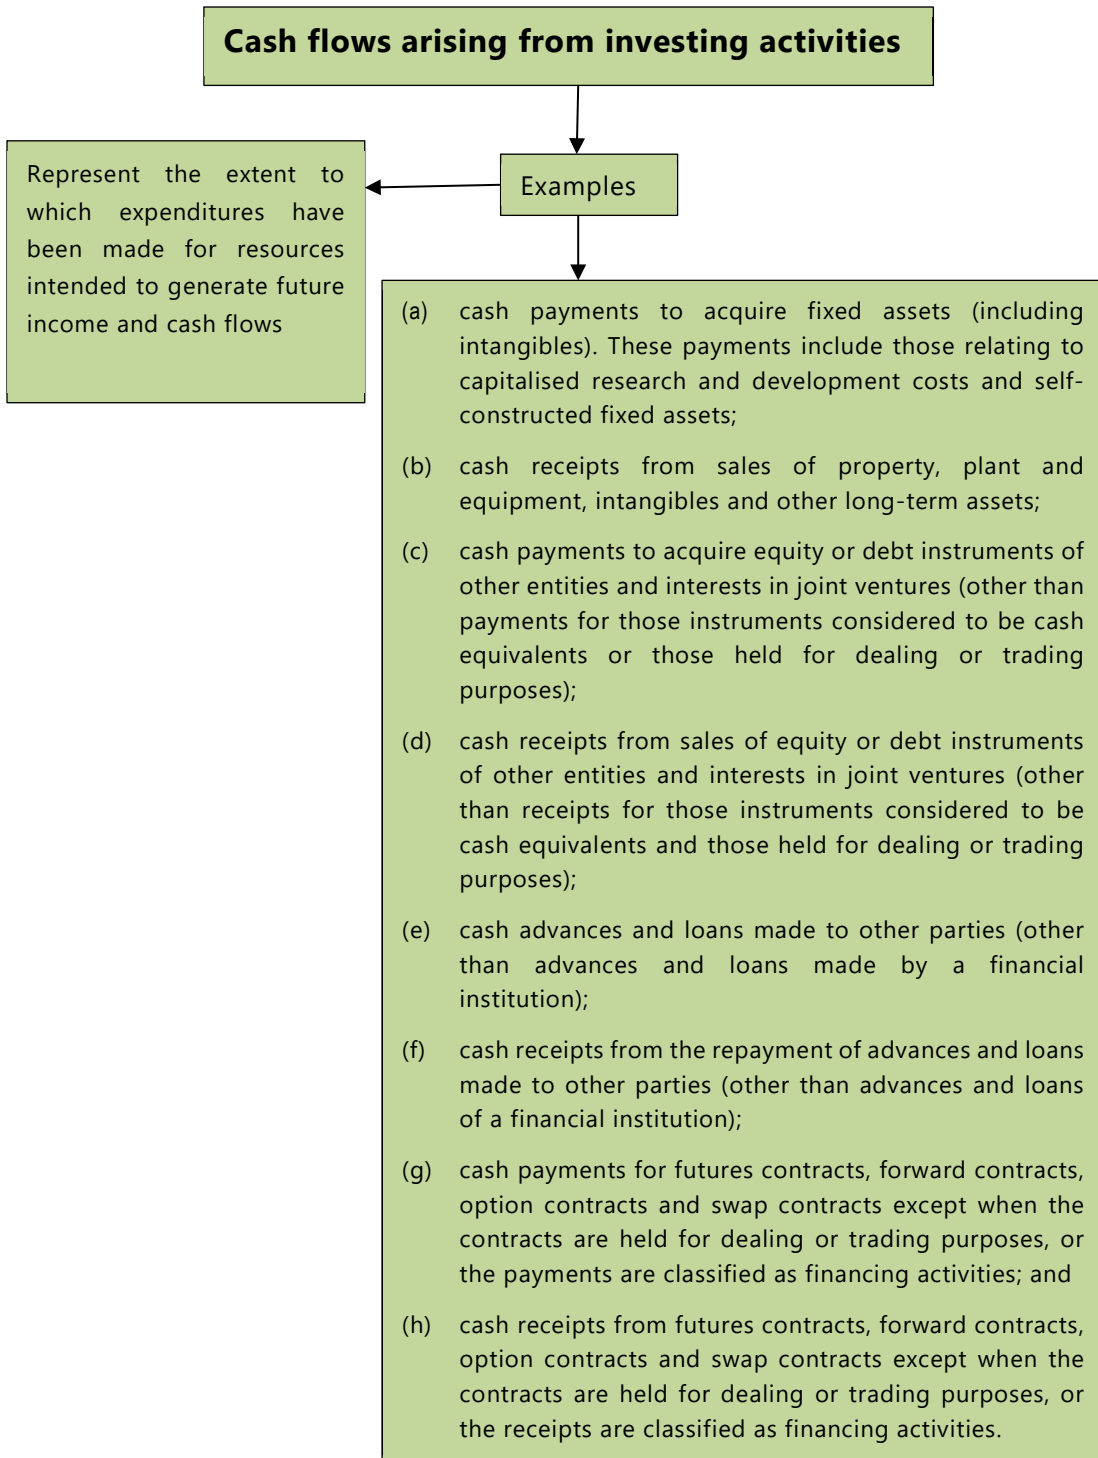 Cash flows arising from investing activities
Examples
Represent the extent to
which expenditures have
been made for resources
intended to generate future
income and cash flows
(a) cash payments to acquire fixed assets (including
intangibles). These payments include those relating to
capitalised research and development costs and self-
constructed fixed assets;
(b) cash receipts from sales of property, plant and
equipment, intangibles and other long-term assets;
(c) cash payments to acquire equity or debt instruments of
other entities and interests in joint ventures (other than
payments for those instruments considered to be cash
equivalents or those held for dealing or trading
purposes);
(d) cash receipts from sales of equity or debt instruments
of other entities and interests in joint ventures (other
than receipts for those instruments considered to be
cash equivalents and those held for dealing or trading
purposes);
(e) cash advances and loans made to other parties (other
than advances and loans made by a financial
institution);
(f) cash receipts from the repayment of advances and loans
made to other parties (other than advances and loans
of a financial institution);
(g) cash payments for futures contracts, forward contracts,
option contracts and swap contracts except when the
contracts are held for dealing or trading purposes, or
the payments are classified as financing activities; and
(h) cash receipts from futures contracts, forward contracts,
option contracts and swap contracts except when the
contracts are held for dealing or trading purposes, or
the receipts are classified as financing activities.